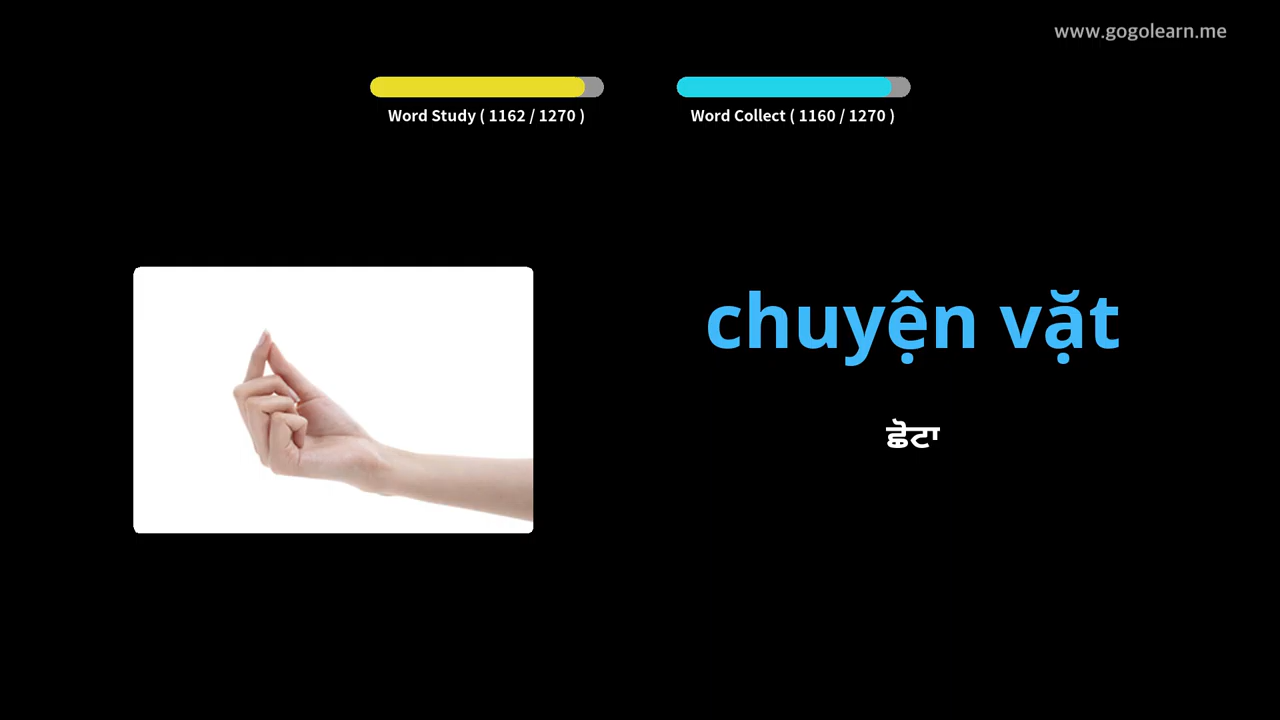 www.gogolearn.me
Word Study ( 1162 / 1270 )
Word Collect ( 1160 / 1270 )
chuyện vặt
ਛੋਟਾ